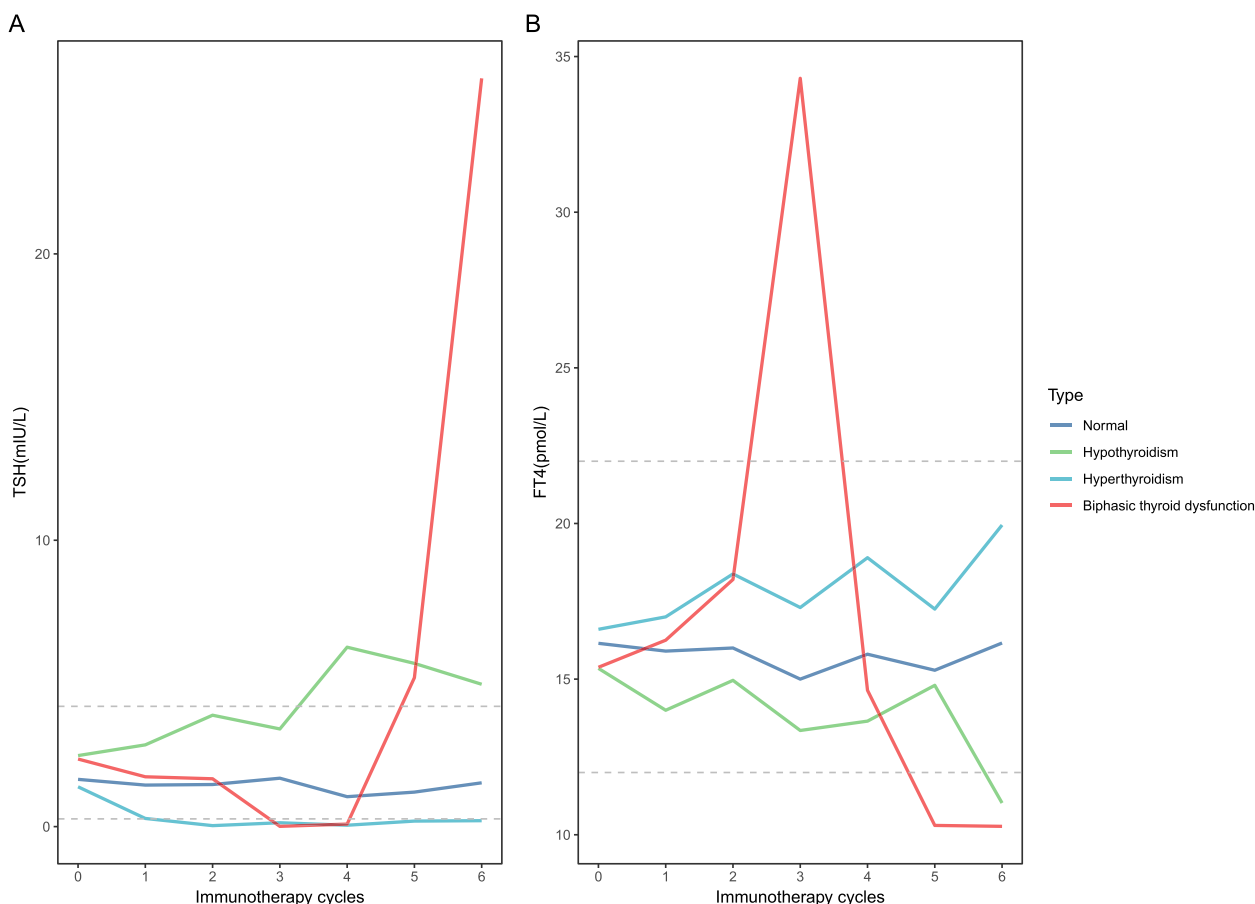 A
TSH(mIU/L)
20
10
0
0 1 2 3 4 5 6
Immunotherapy cycles
B
FT4(pmol/L)
35
30
25
20
15
10
0 1 2 3 4 5 6
Immunotherapy cycles
Type
Normal
Hypothyroidism
Hyperthyroidism
Biphasic thyroid dysfunction